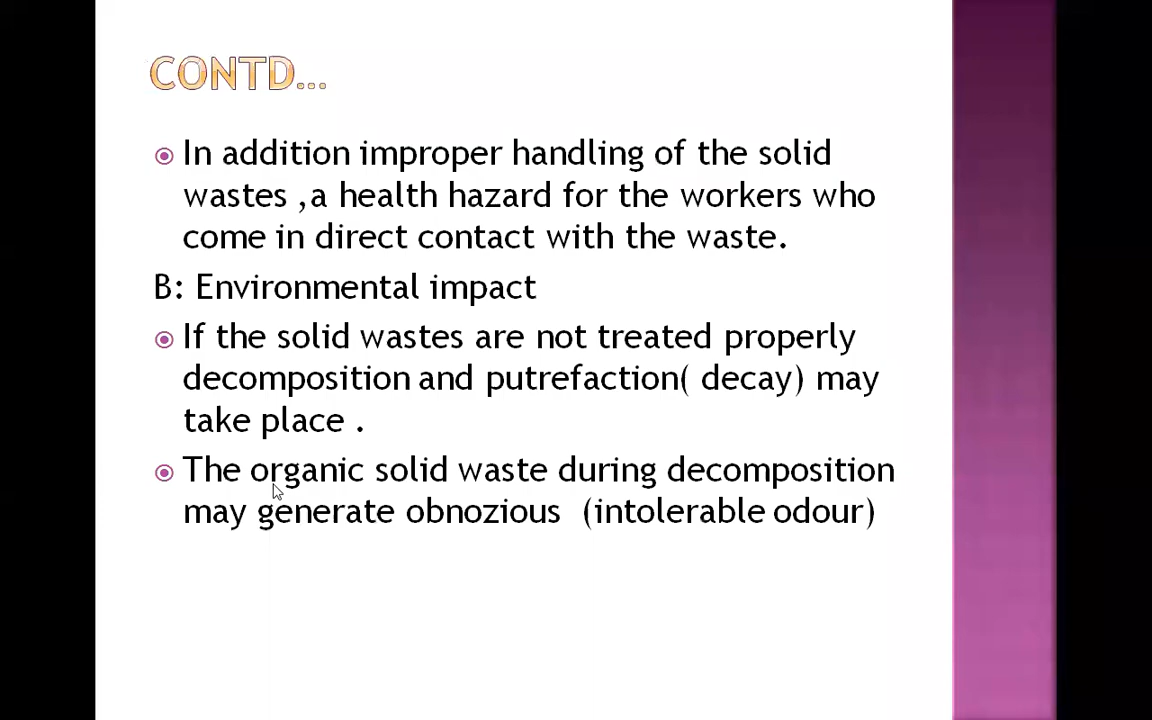 CONTD...
In addition improper handling of the solid
wastes ,a health hazard for the workers who
come in direct contact with the waste.
B: Environmental impact
If the solid wastes are not treated properly
decomposition and putrefaction( decay) may
take place .
The organic solid waste during decomposition
may generate obnozious (intolerable odour)